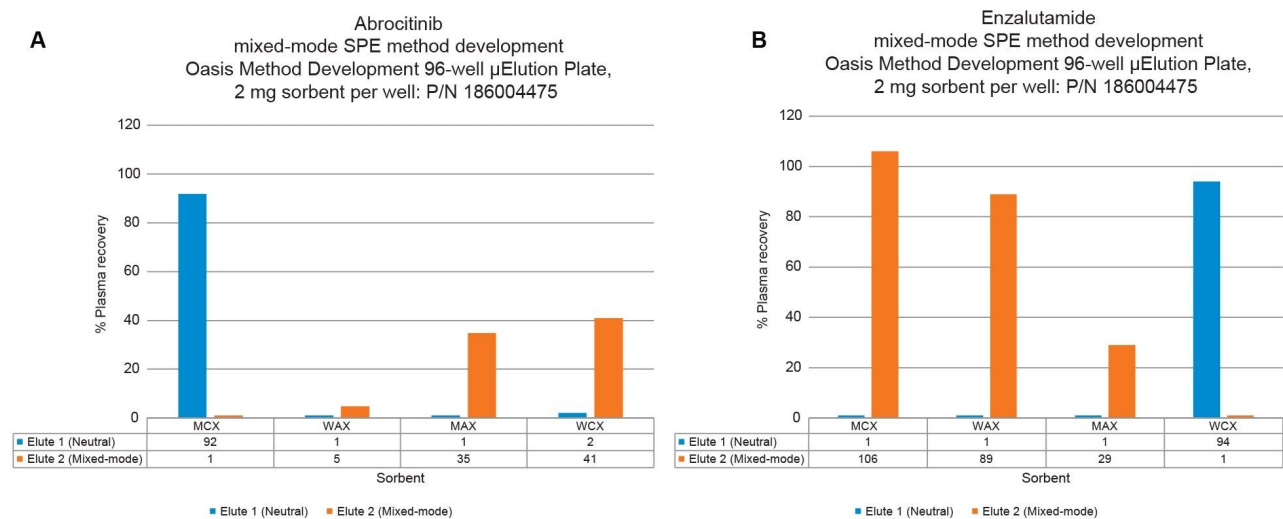 A
Abrocitinib
mixed-mode SPE method development
Oasis Method Development 96-well µElution Plate,
2 mg sorbent per well: P/N 186004475
% Plasma recovery
120
100
80
60
40
20
0
MCX WAX MAX WCX
Elute 1 (Neutral) 92 1 1 2
Elute 2 (Mixed-mode) 1 5 35 41
Sorbent
Elute 1 (Neutral) Elute 2 (Mixed-mode)
B
Enzalutamide
mixed-mode SPE method development
Oasis Method Development 96-well µElution Plate,
2 mg sorbent per well: P/N 186004475
% Plasma recovery
120
100
80
60
40
20
0
MCX WAX MAX WCX
Elute 1 (Neutral) 1 1 1 94
Elute 2 (Mixed-mode) 106 89 29 1
Sorbent
Elute 1 (Neutral) Elute 2 (Mixed-mode)